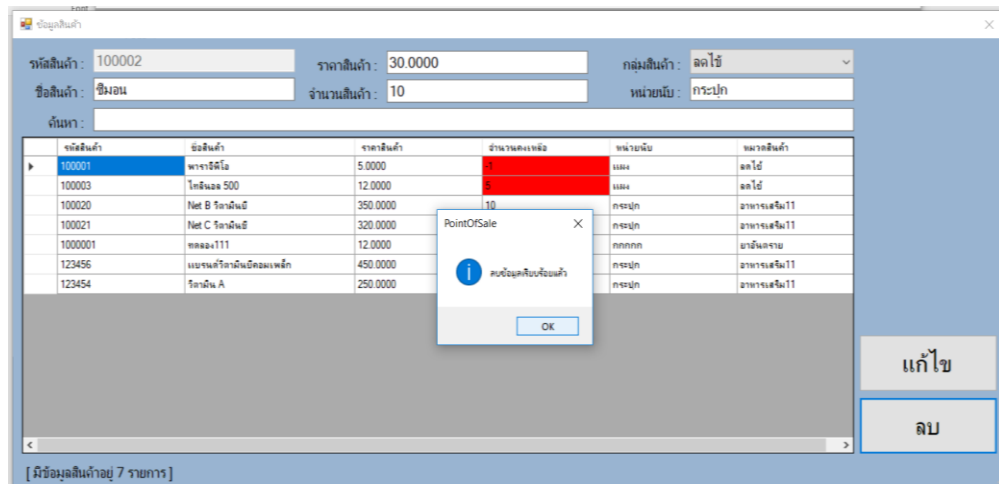 ข้อมูลสินค้า
รหัสสินค้า : 100002 ราคาสินค้า : 30.0000 กลุ่มสินค้า : ลดไข้
ชื่อสินค้า : ซีมอน จำนวนสินค้า : 10 หน่วยนับ : กระปุก
ค้นหา :
รหัสสินค้า ชื่อสินค้า ราคาสินค้า จำนวนคงเหลือ หน่วยนับ หมวดสินค้า
100001 5.0000 -1 แผง ลดไข้
100003 ไทลินอล 500 12.0000 5 แผง ลดไข้
100020 Net B วิตามินบี 350.0000 10 กระปุก อาหารเสริม11
100021 Net C วิตามินซี 320.0000 กระปุก อาหารเสริม11
1000001 ทดลอง111 12.0000 กกกกก ยาอันตราย
123456 แบรนด์วิตามินบีคอมเพล็ก 450.0000 กระปุก อาหารเสริม11
123454 วิตามิน A 250.0000 กระปุก อาหารเสริม11
PointOfSale
ลบข้อมูลเรียบร้อยแล้ว
OK
แก้ไข
ลบ
[ มีข้อมูลสินค้าอยู่ 7 รายการ ]